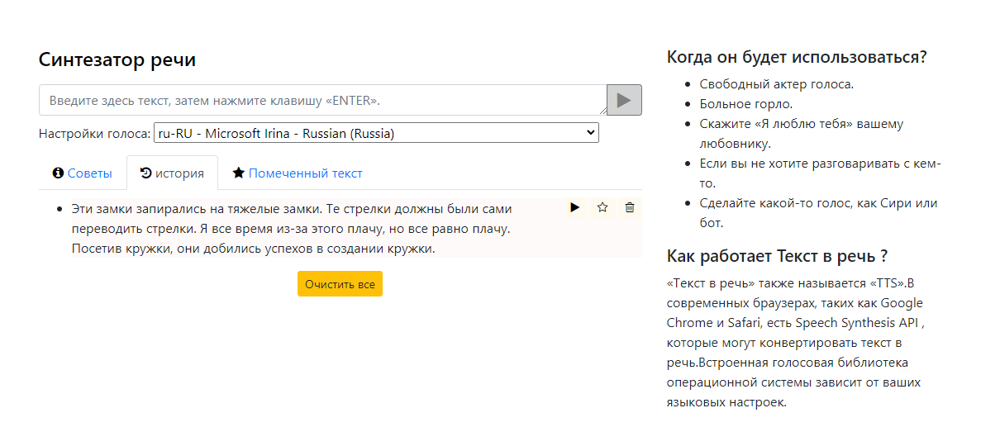 Синтезатор речи
Введите здесь текст, затем нажмите клавишу «ENTER».
Настройки голоса: ru-RU - Microsoft Irina - Russian (Russia)
Советы история Помеченный текст
Эти замки запирались на тяжелые замки. Те стрелки должны были сами
переводить стрелки. Я все время из-за этого плачу, но все равно плачу.
Посетив кружки, они добились успехов в создании кружки.
Очистить все
Когда он будет использоваться?
Свободный актер голоса.
Больное горло.
Скажите «Я люблю тебя» вашему
любовнику.
Если вы не хотите разговаривать с кем-
то.
Сделайте какой-то голос, как Сири или
бот.
Как работает Текст в речь ?
«Текст в речь» также называется «TTS».В
современных браузерах, таких как Google
Chrome и Safari, есть Speech Synthesis API ,
которые могут конвертировать текст в
речь.Встроенная голосовая библиотека
операционной системы зависит от ваших
языковых настроек.